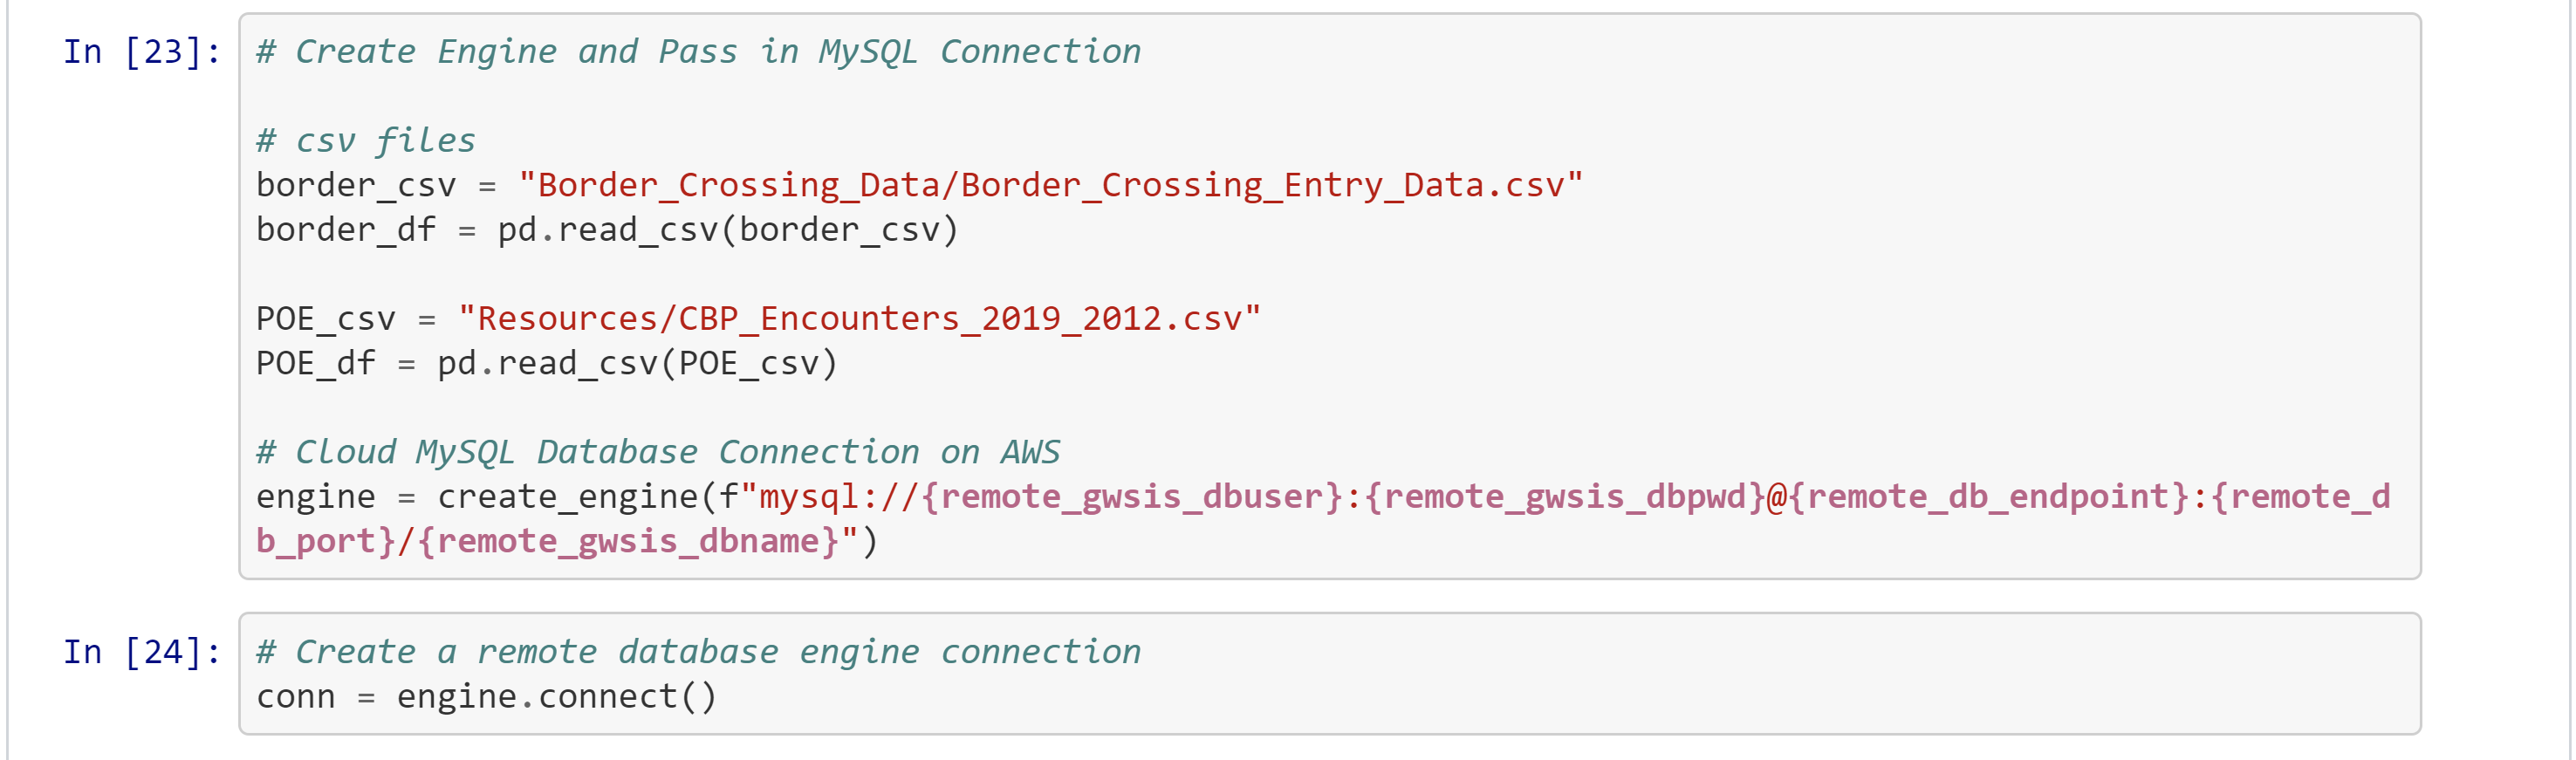 In [23]: # Create Engine and Pass in MySQL Connection
# csv files
border_csv = "Border_Crossing_Data/Border_Crossing_Entry_Data.csv"
border_df = pd.read_csv(border_csv)
POE_csv = "Resources/CBP_Encounters_2019_2012.csv"
POE_df = pd.read_csv(POE_csv)
# Cloud MySQL Database Connection on AWS
engine = create_engine(f"mysql://{remote_gwsis_dbuser}:{remote_gwsis_dbpwd}@{remote_db_endpoint}:{remote_d
b_port}/{remote_gwsis_dbname}")
In [24]: # Create a remote database engine connection
conn = engine.connect()